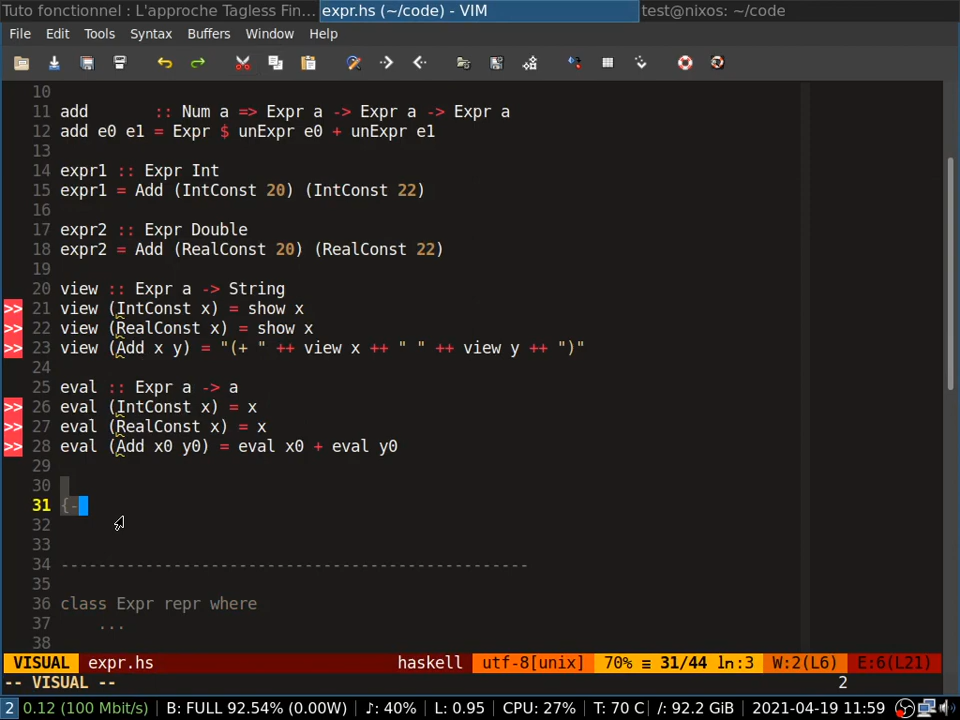 Tuto fonctionnel : L'approche Tagless Fin... expr.hs (~/code) - VIM test@nixos: ~/code
File Edit Tools Syntax Buffers Window Help
10
11 add       :: Num a => Expr a -> Expr a -> Expr a
12 add e0 e1 = Expr $ unExpr e0 + unExpr e1
13
14 expr1 :: Expr Int
15 expr1 = Add (IntConst 20) (IntConst 22)
16
17 expr2 :: Expr Double
18 expr2 = Add (RealConst 20) (RealConst 22)
19
20 view :: Expr a -> String
>> 21 view (IntConst x) = show x
>> 22 view (RealConst x) = show x
>> 23 view (Add x y) = "(+ " ++ view x ++ " " ++ view y ++ ")"
24
25 eval :: Expr a -> a
>> 26 eval (IntConst x) = x
>> 27 eval (RealConst x) = x
>> 28 eval (Add x0 y0) = eval x0 + eval y0
29
30
31 {-
32
33
34 --------------------------------------------------
35
36 class Expr repr where
37     ...
38
VISUAL expr.hs haskell utf-8[unix] 70% ≡ 31/44 ln:3 W:2(L6) E:6(L21)
-- VISUAL -- 2
2 0.12 (100 Mbit/s) B: FULL 92.54% (0.00W) ♪: 40% L: 0.95 CPU: 27% T: 70 C /: 92.2 GiB 2021-04-19 11:59